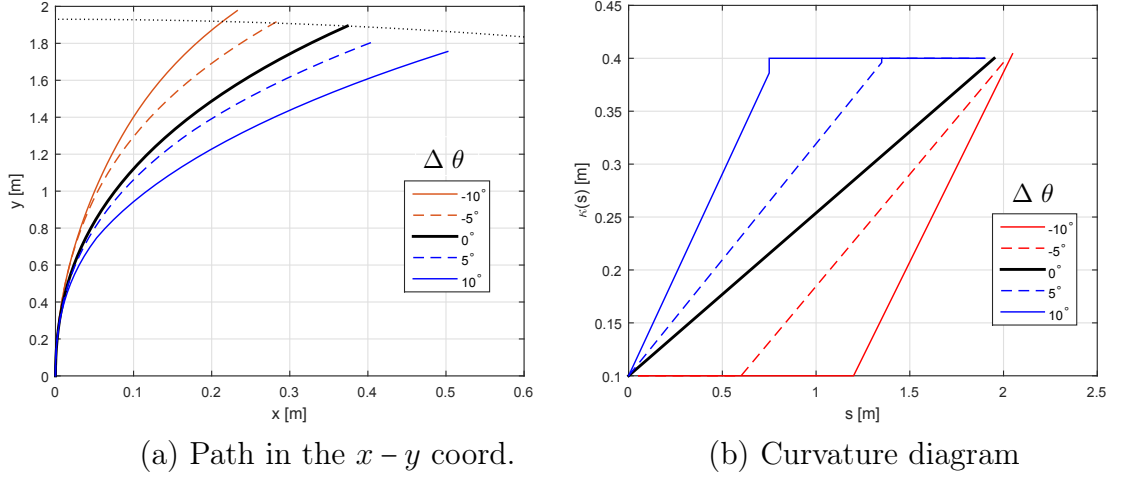 2
1.8
1.6
1.4
1.2
1
0.8
0.6
0.4
0.2
0
y [m]
0 0.1 0.2 0.3 0.4 0.5 0.6
x [m]
Δ θ
-10°
-5°
0°
5°
10°
(a) Path in the x – y coord.
0.45
0.4
0.35
0.3
0.25
0.2
0.15
0.1
κ(s) [m]
0 0.5 1 1.5 2 2.5
s [m]
Δ θ
-10°
-5°
0°
5°
10°
(b) Curvature diagram